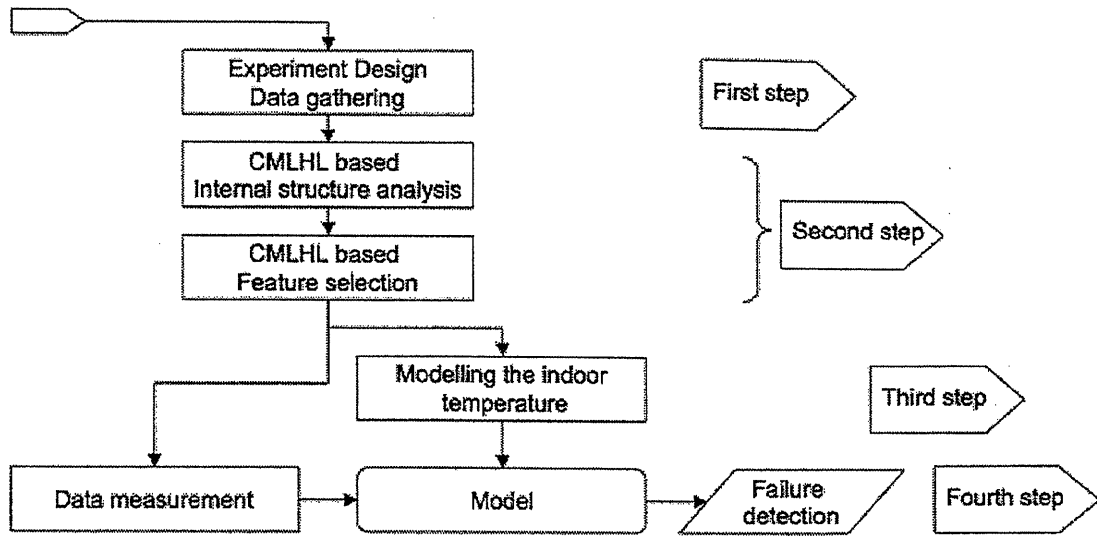 Experiment Design
Data gathering
First step
CMLHL based
Internal structure analysis
Second step
CMLHL based
Feature selection
Modelling the indoor
temperature
Third step
Data measurement
Model
Failure
detection
Fourth step